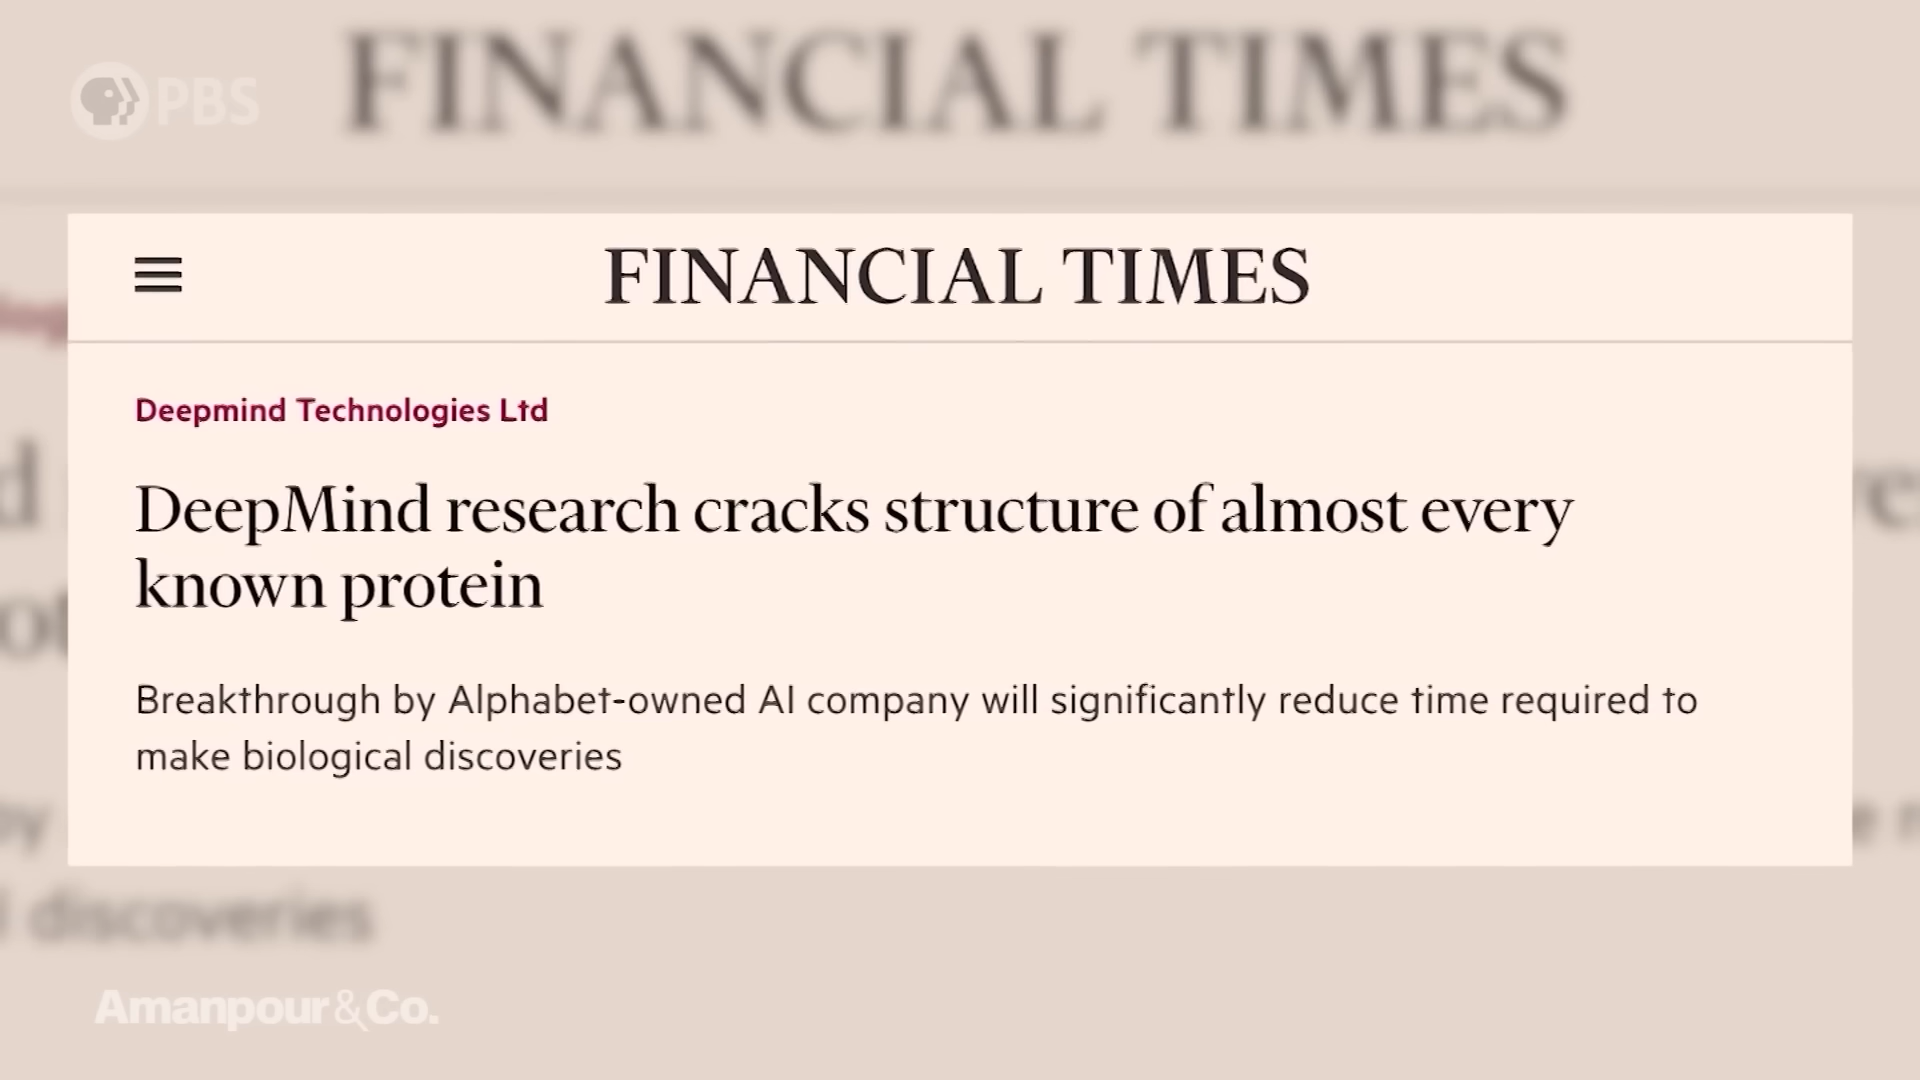 FINANCIAL TIMES
PBS
FINANCIAL TIMES
Deepmind Technologies Ltd
DeepMind research cracks structure of almost every
known protein
Breakthrough by Alphabet-owned AI company will significantly reduce time required to
make biological discoveries
discoveries
Amanpour&Co.